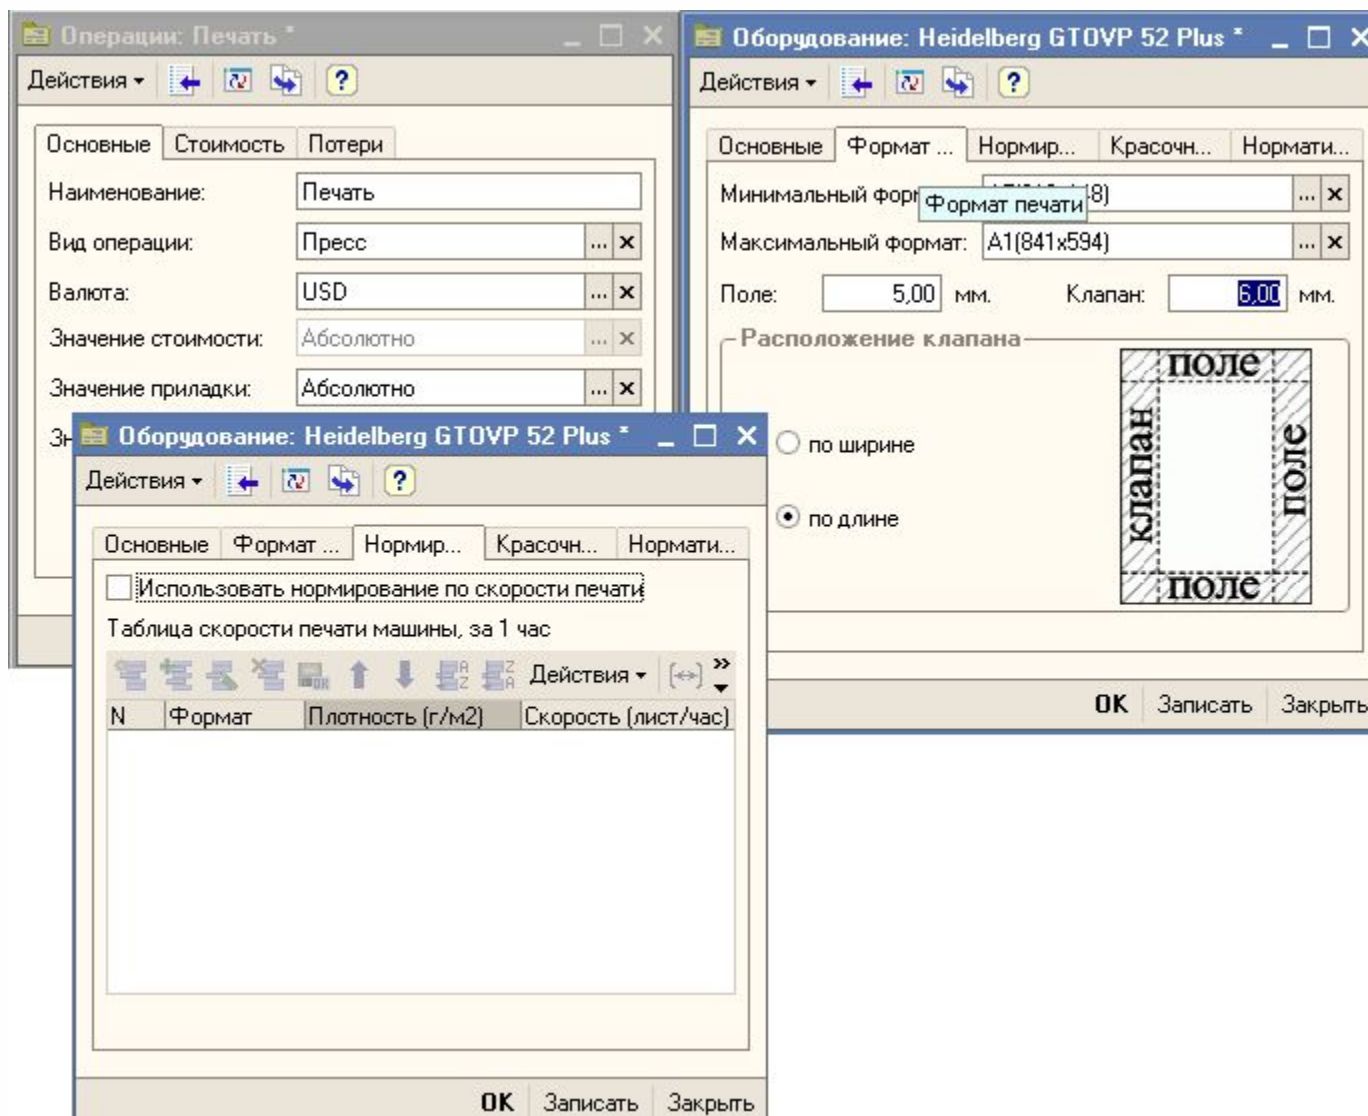 Операции: Печать *
Действия
?
Основные Стоимость Потери
Наименование: Печать
Вид операции: Пресс ... ×
Валюта: USD ... ×
Значение стоимости: Абсолютно ... ×
Значение приладки: Абсолютно ... ×
Зн
Оборудование: Heidelberg GTOVP 52 Plus *
Действия
?
Основные Формат ... Нормир... Красочн... Нормати...
Минимальный фор 8) ... ×
Формат печати
Максимальный формат: А1(841x594) ... ×
Поле: 5,00 мм. Клапан: 6,00 мм.
Расположение клапана
по ширине
по длине
поле
клапан
поле
поле
OK Записать Закрыть
Оборудование: Heidelberg GTOVP 52 Plus *
Действия
?
Основные Формат ... Нормир... Красочн... Нормати...
Использовать нормирование по скорости печати
Таблица скорости печати машины, за 1 час
Действия
N Формат Плотность (г/м2) Скорость (лист/час)
OK Записать Закрыть